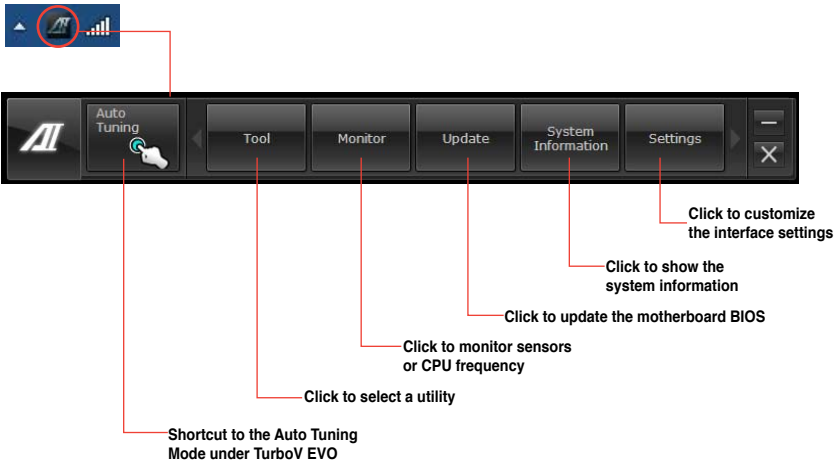 Auto
Tuning
Tool
Monitor
Update
System
Information
Settings
Click to customize
the interface settings
Click to show the
system information
Click to update the motherboard BIOS
Click to monitor sensors
or CPU frequency
Click to select a utility
Shortcut to the Auto Tuning
Mode under TurboV EVO